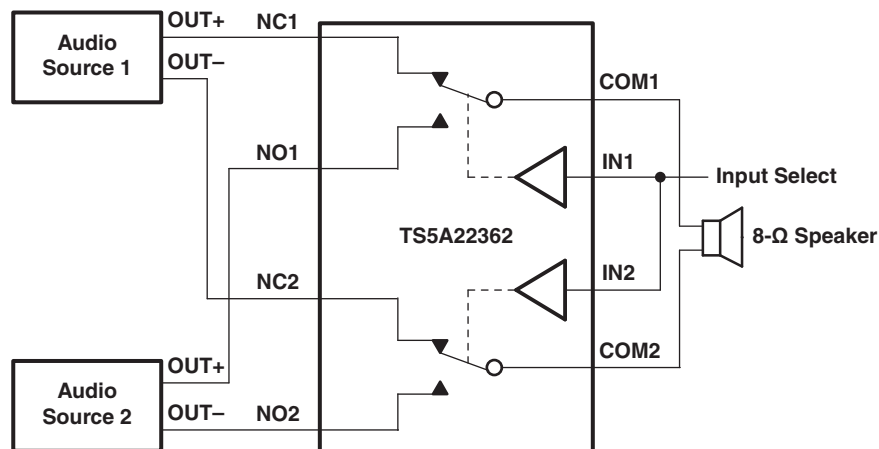 Audio
Source 1
OUT+
NC1
OUT–
COM1
NO1
IN1
Input Select
TS5A22362
8-Ω Speaker
NC2
IN2
COM2
Audio
Source 2
OUT+
OUT–
NO2